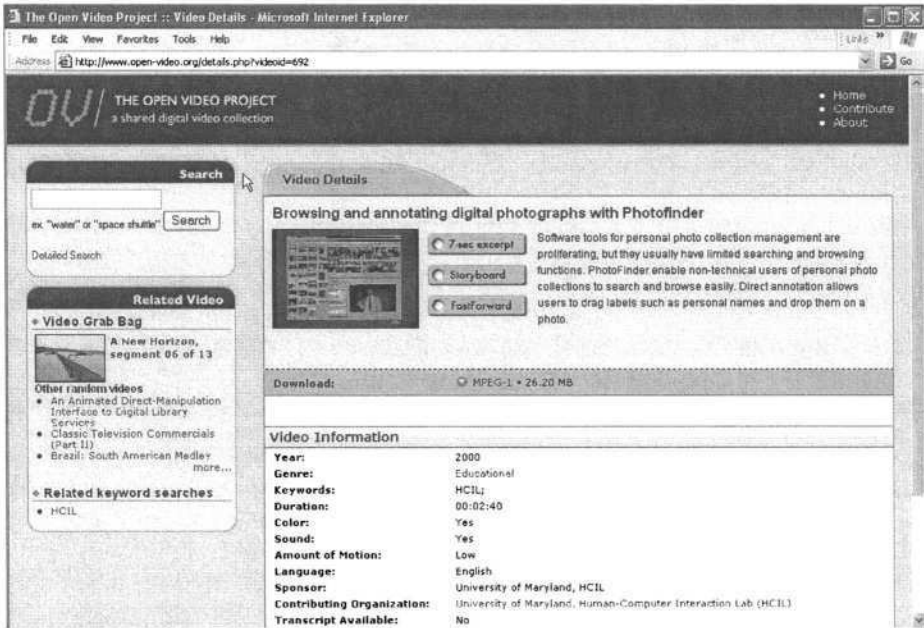 The Open Video Project :: Video Details - Microsoft Internet Explorer
File Edit View Favorites Tools Help
Links »
Address http://www.open-video.org/details.php?videoid=692
Go
OV/ THE OPEN VIDEO PROJECT
a shared digital video collection
• Home
• Contribute
• About
Search
ex. "water" or "space shuttle" Search
Detailed Search
Related Video
Video Grab Bag
A New Horizon,
segment 06 of 13
Other random videos
• An Animated Direct-Manipulation
Interface to Digital Library
Services
• Classic Television Commercials
(Part II)
• Brazil: South American Medley
more...
Related keyword searches
• HCIL
Video Details
Browsing and annotating digital photographs with Photofinder
7-sec excerpt
Storyboard
FastForward
Software tools for personal photo collection management are
proliferating, but they usually have limited searching and browsing
functions. PhotoFinder enable non-technical users of personal photo
collections to search and browse easily. Direct annotation allows
users to drag labels such as personal names and drop them on a
photo.
Download: MPEG-1 • 26.20 MB
Video Information
Year: 2000
Genre: Educational
Keywords: HCIL;
Duration: 00:02:40
Color: Yes
Sound: Yes
Amount of Motion: Low
Language: English
Sponsor: University of Maryland, HCIL
Contributing Organization: University of Maryland, Human-Computer Interaction Lab (HCIL)
Transcript Available: No